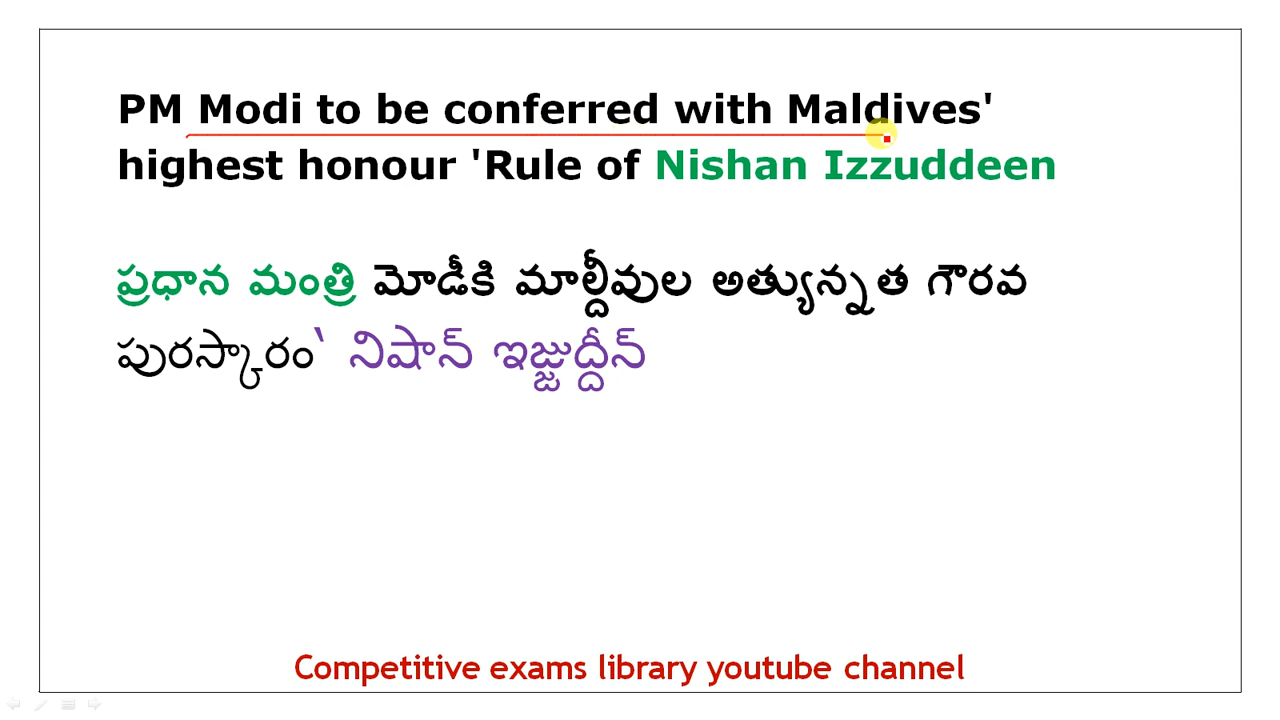 PM Modi to be conferred with Maldives'
highest honour 'Rule of Nishan Izzuddeen
ప్రధాన మంత్రి మోడీకి మాల్దీవుల అత్యున్నత గౌరవ
పురస్కారం` నిషాన్ ఇజ్జుద్దీన్
Competitive exams library youtube channel